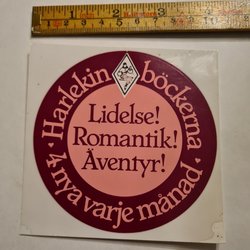 Harlekin böckerna
Lidelse!
Romantik!
Äventyr!
4 nya varje månad